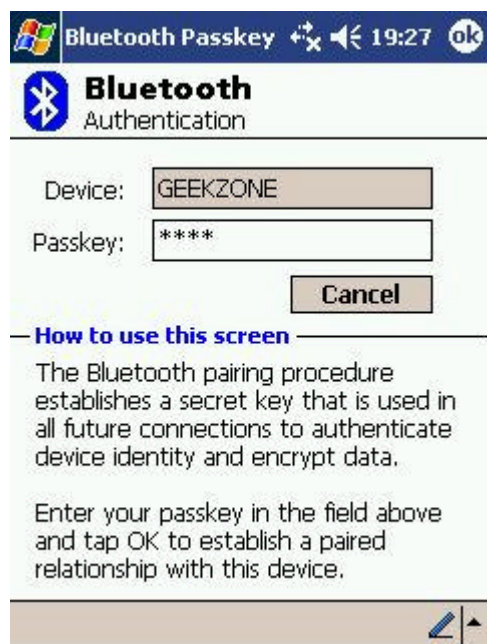 Bluetooth Passkey 19:27 ok
Bluetooth
Authentication
Device: GEEKZONE
Passkey: ****
Cancel
How to use this screen
The Bluetooth pairing procedure
establishes a secret key that is used in
all future connections to authenticate
device identity and encrypt data.
Enter your passkey in the field above
and tap OK to establish a paired
relationship with this device.